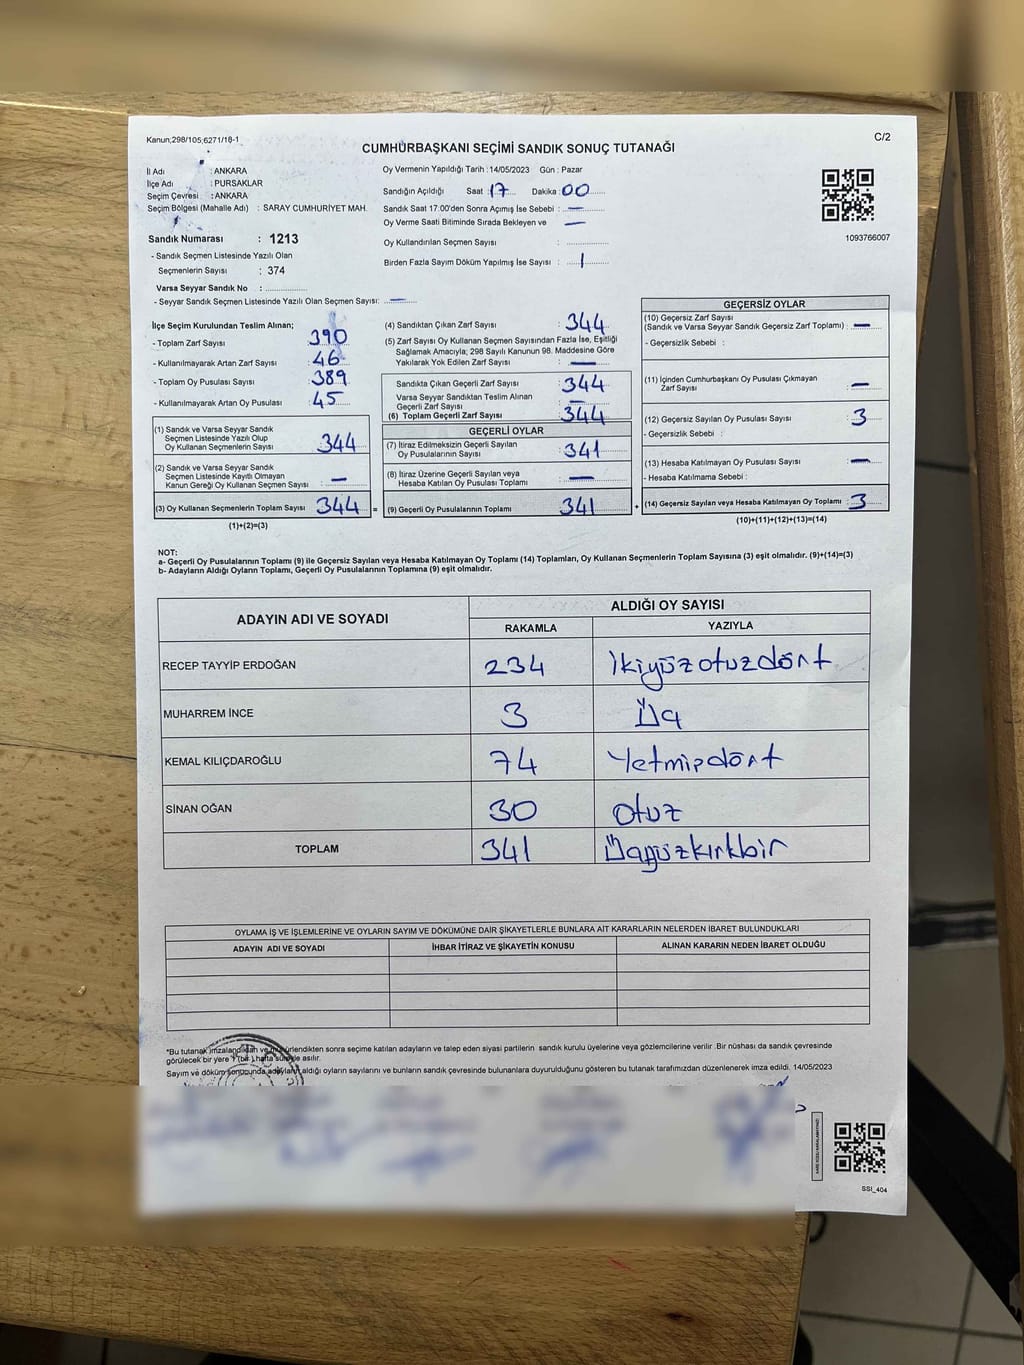 Kanun;298/105,6271/18-1
C/2
CUMHURBAŞKANI SEÇİMİ SANDIK SONUÇ TUTANAĞI
İl Adı : ANKARA
İlçe Adı : PURSAKLAR
Seçim Çevresi : ANKARA
Seçim Bölgesi (Mahalle Adı) : SARAY CUMHURİYET MAH.
Oy Vermenin Yapıldığı Tarih : 14/05/2023 Gün : Pazar
Sandığın Açıldığı Saat : 17 Dakika : 00
Sandık Saat 17.00'den Sonra Açımış İse Sebebi : —
Oy Verme Saati Bitiminde Sırada Bekleyen ve —
Oy Kullandırılan Seçmen Sayısı :
Birden Fazla Sayım Döküm Yapılmış İse Sayısı : 1
1093766007
Sandık Numarası : 1213
- Sandık Seçmen Listesinde Yazılı Olan
Seçmenlerin Sayısı : 374
Varsa Seyyar Sandık No :
- Seyyar Sandık Seçmen Listesinde Yazılı Olan Seçmen Sayısı: —
İlçe Seçim Kurulundan Teslim Alınan;
- Toplam Zarf Sayısı 390
- Kullanılmayarak Artan Zarf Sayısı 46
- Toplam Oy Pusulası Sayısı 389
- Kullanılmayarak Artan Oy Pusulası 45
(1) Sandık ve Varsa Seyyar Sandık
Seçmen Listesinde Yazılı Olup
Oy Kullanan Seçmenlerin Sayısı 344
(2) Sandık ve Varsa Seyyar Sandık
Seçmen Listesinde Kayıtlı Olmayan
Kanun Gereği Oy Kullanan Seçmen Sayısı —
(3) Oy Kullanan Seçmenlerin Toplam Sayısı 344 =
(1)+(2)=(3)
(4) Sandıktan Çıkan Zarf Sayısı : 344
(5) Zarf Sayısı Oy Kullanan Seçmen Sayısından Fazla İse, Eşitliği
Sağlamak Amacıyla; 298 Sayılı Kanunun 98. Maddesine Göre
Yakılarak Yok Edilen Zarf Sayısı : —
Sandıkta Çıkan Geçerli Zarf Sayısı : 344
Varsa Seyyar Sandıktan Teslim Alınan
Geçerli Zarf Sayısı : —
(6) Toplam Geçerli Zarf Sayısı : 344
GEÇERLİ OYLAR
(7) İtiraz Edilmeksizin Geçerli Sayılan
Oy Pusulalarının Sayısı : 341
(8) İtiraz Üzerine Geçerli Sayılan veya
Hesaba Katılan Oy Pusulası Toplamı : —
(9) Geçerli Oy Pusulalarının Toplamı : 341 +
GEÇERSİZ OYLAR
(10) Geçersiz Zarf Sayısı
(Sandık ve Varsa Seyyar Sandık Geçersiz Zarf Toplamı) : —
- Geçersizlik Sebebi :
(11) İçinden Cumhurbaşkanı Oy Pusulası Çıkmayan
Zarf Sayısı : —
(12) Geçersiz Sayılan Oy Pusulası Sayısı : 3
- Geçersizlik Sebebi :
(13) Hesaba Katılmayan Oy Pusulası Sayısı : —
- Hesaba Katılmama Sebebi :
(14) Geçersiz Sayılan veya Hesaba Katılmayan Oy Toplamı : 3
(10)+(11)+(12)+(13)=(14)
NOT:
a- Geçerli Oy Pusulalarının Toplamı (9) ile Geçersiz Sayılan veya Hesaba Katılmayan Oy Toplamı (14) Toplamları, Oy Kullanan Seçmenlerin Toplam Sayısına (3) eşit olmalıdır. (9)+(14)=(3)
b- Adayların Aldığı Oyların Toplamı, Geçerli Oy Pusulalarının Toplamına (9) eşit olmalıdır.
ADAYIN ADI VE SOYADI ALDIĞI OY SAYISI
RAKAMLA YAZIYLA
RECEP TAYYİP ERDOĞAN 234 İkiyüzotuzdört
MUHARREM İNCE 3 Üç
KEMAL KILIÇDAROĞLU 74 Yetmişdört
SİNAN OĞAN 30 otuz
TOPLAM 341 Üçyüzkırkbir
OYLAMA İŞ VE İŞLEMLERİNE VE OYLARIN SAYIM VE DÖKÜMÜNE DAİR ŞİKAYETLERLE BUNLARA AİT KARARLARIN NELERDEN İBARET BULUNDUKLARI
ADAYIN ADI VE SOYADI İHBAR İTİRAZ VE ŞİKAYETİN KONUSU ALINAN KARARIN NEDEN İBARET OLDUĞU
*Bu tutanak imzalandıktan ve mühürlendikten sonra seçime katılan adayların ve talep eden siyasi partilerin sandık kurulu üyelerine veya gözlemcilerine verilir .Bir nüshası da sandık çevresinde
görülecek bir yere 1 (bir) hafta süreyle asılır.
Sayım ve döküm sonucunda adayların aldığı oyların sayılarını ve bunların sandık çevresinde bulunanlara duyurulduğunu gösteren bu tutanak tarafımızdan düzenlenerek imza edildi. 14/05/2023
SSI_404